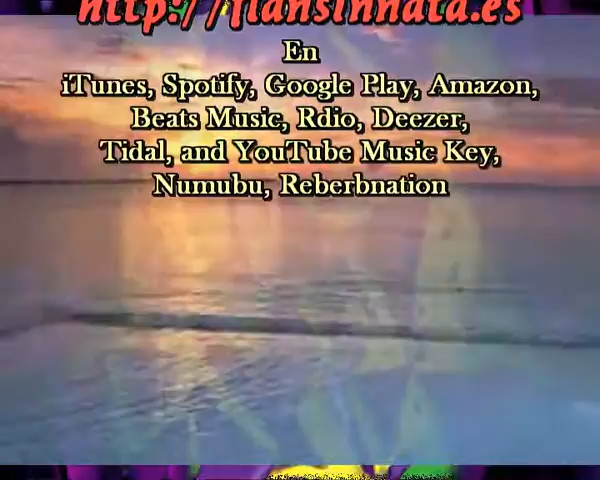 http://flansinnata.es
En
iTunes, Spotify, Google Play, Amazon,
Beats Music, Rdio, Deezer,
Tidal, and YouTube Music Key,
Numubu, Reberbnation